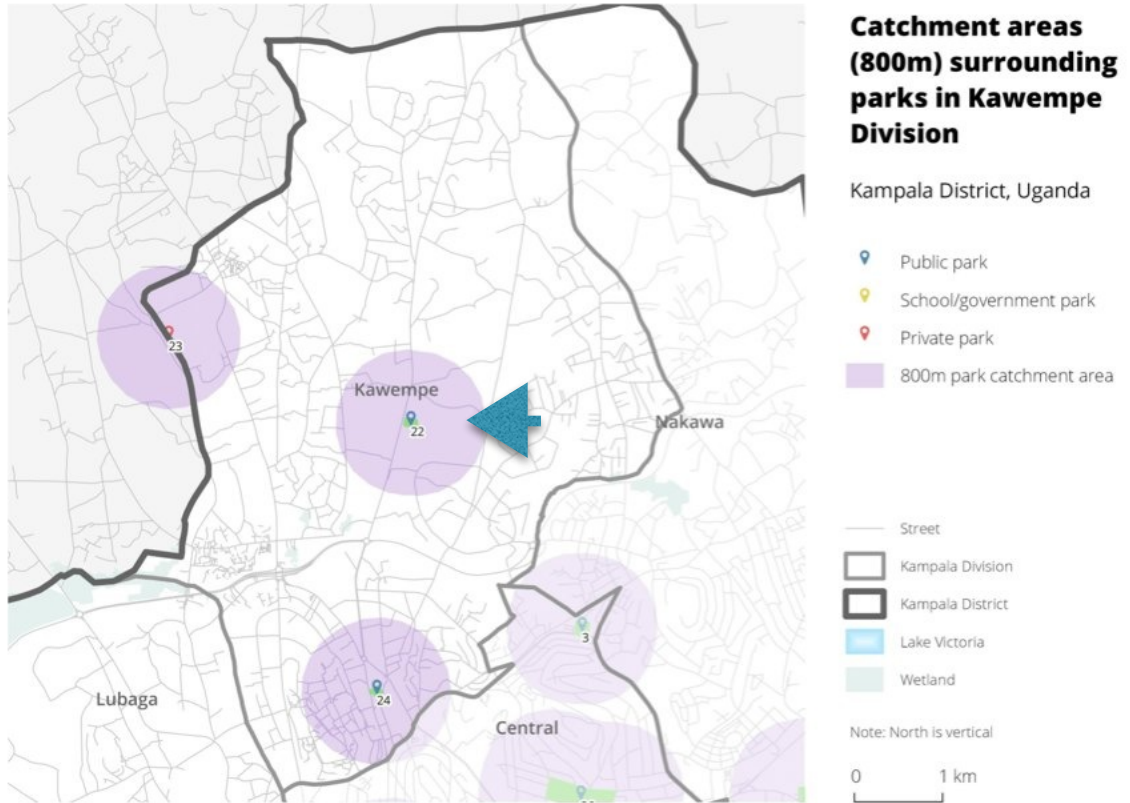 Catchment areas
(800m) surrounding
parks in Kawempe
Division
Kampala District, Uganda
Public park
School/government park
Private park
800m park catchment area
Street
Kampala Division
Kampala District
Lake Victoria
Wetland
Note: North is vertical
0 1 km
23
Kawempe
22
Nakawa
3
24
Lubaga
Central